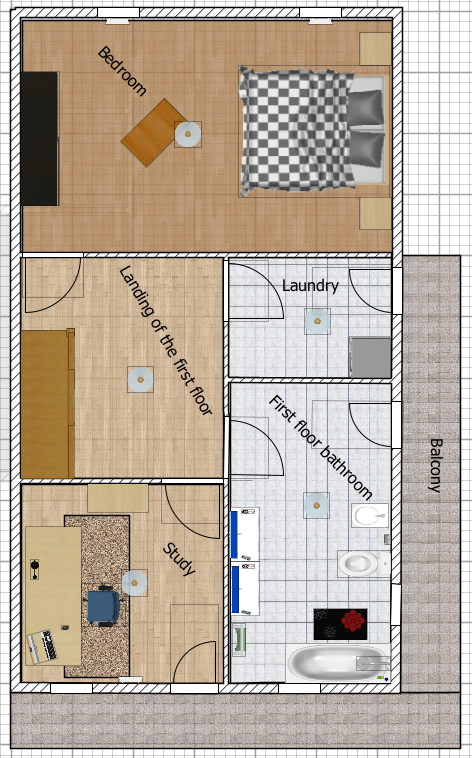 Bedroom
Landing of the first floor
Laundry
First floor bathroom
Balcony
Study